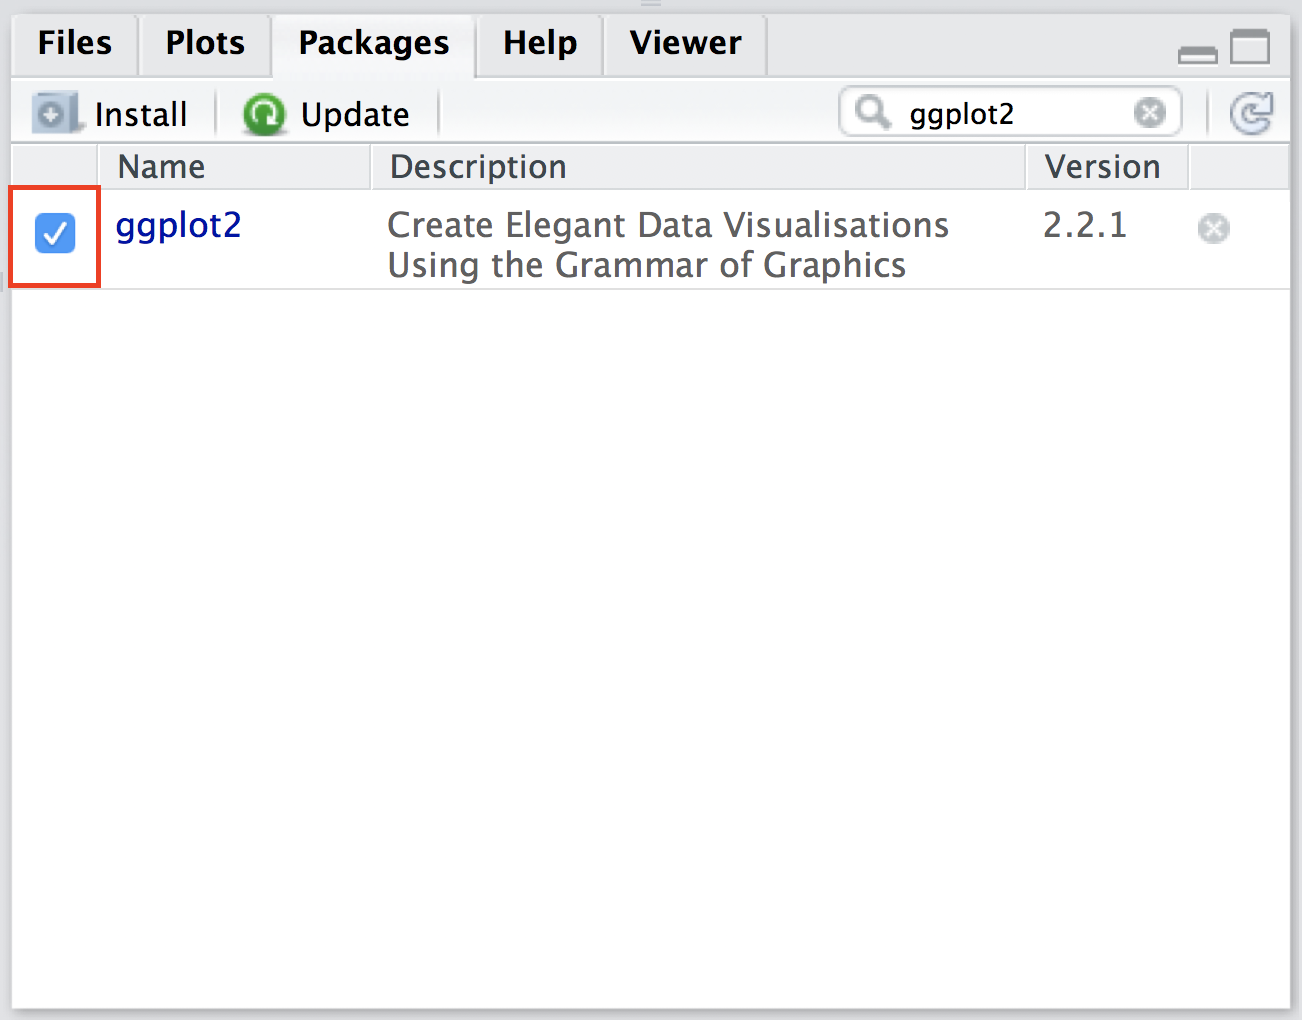 Files Plots Packages Help Viewer
Install Update ggplot2
Name Description Version
ggplot2 Create Elegant Data Visualisations 2.2.1
Using the Grammar of Graphics